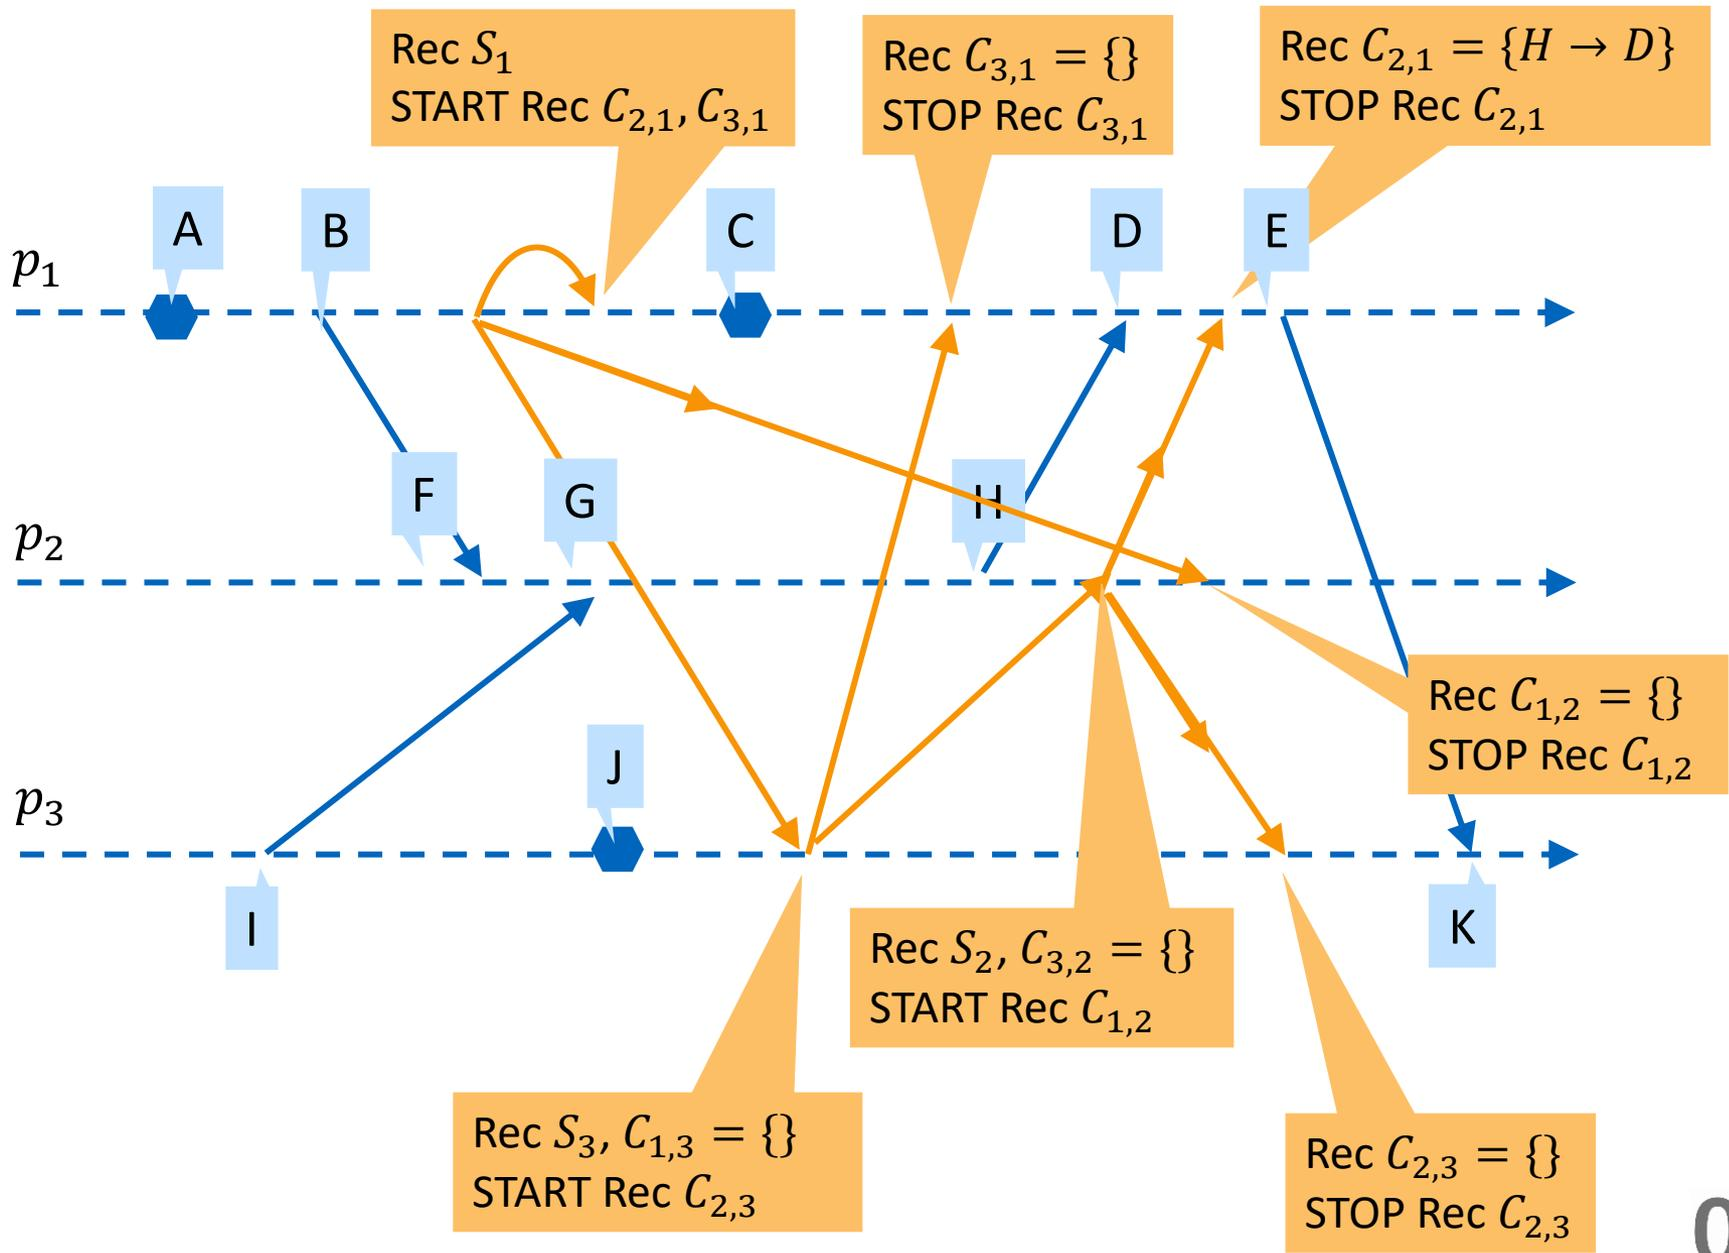 Rec S₁
START Rec C₂,₁, C₃,₁
Rec C₃,₁ = {}
STOP Rec C₃,₁
Rec C₂,₁ = {H → D}
STOP Rec C₂,₁
A
B
C
D
E
p₁
F
G
H
p₂
Rec C₁,₂ = {}
STOP Rec C₁,₂
J
p₃
I
K
Rec S₂, C₃,₂ = {}
START Rec C₁,₂
Rec S₃, C₁,₃ = {}
START Rec C₂,₃
Rec C₂,₃ = {}
STOP Rec C₂,₃